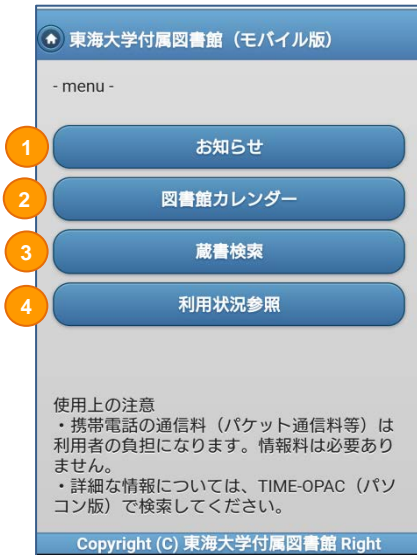 東海大学付属図書館（モバイル版）
- menu -
1 お知らせ
2 図書館カレンダー
3 蔵書検索
4 利用状況参照
使用上の注意
・携帯電話の通信料（パケット通信料等）は
利用者の負担になります。情報料は必要あり
ません。
・詳細な情報については、TIME-OPAC（パソ
コン版）で検索してください。
Copyright (C) 東海大学付属図書館 Right